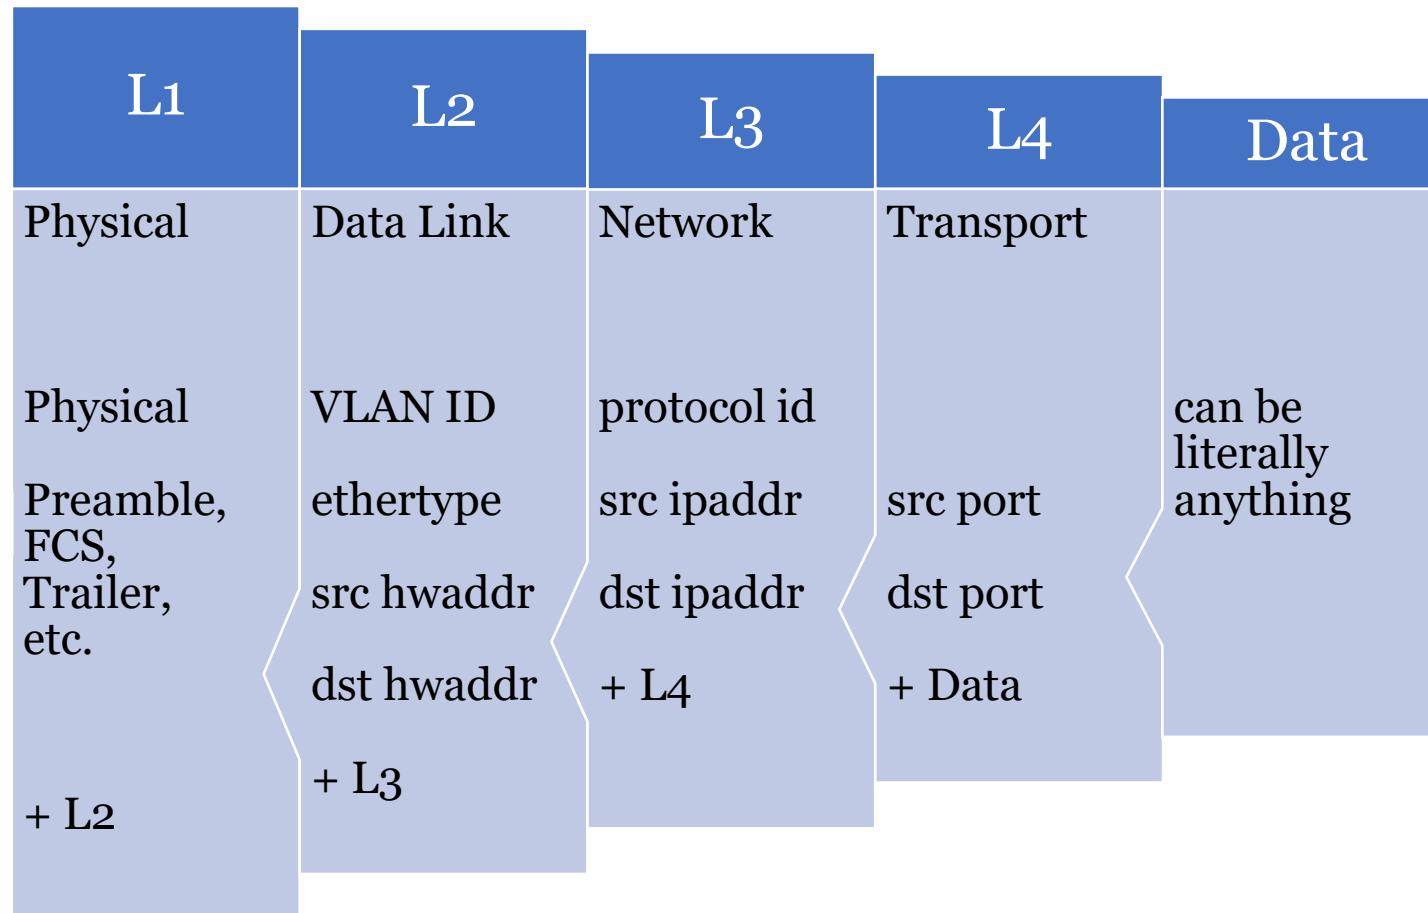 L1
Physical
Physical
Preamble,
FCS,
Trailer,
etc.
+ L2
L2
Data Link
VLAN ID
ethertype
src hwaddr
dst hwaddr
+ L3
L3
Network
protocol id
src ipaddr
dst ipaddr
+ L4
L4
Transport
src port
dst port
+ Data
Data
can be
literally
anything